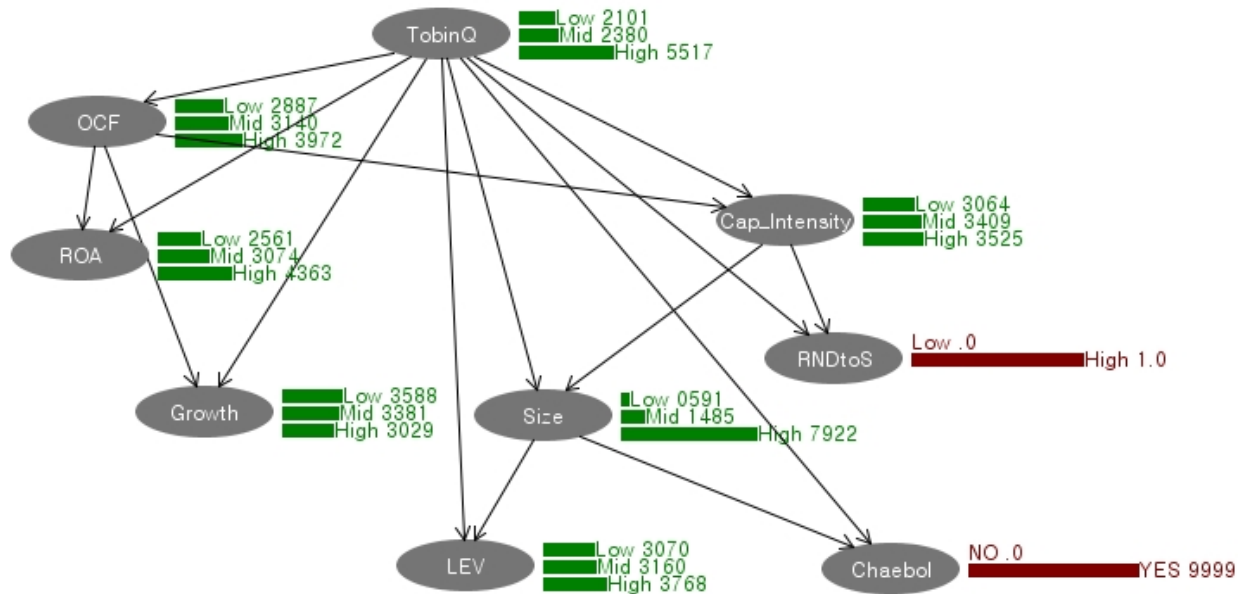 TobinQ
Low 2101
Mid 2380
High 5517
OCF
Low 2887
Mid 3140
High 3972
Cap_Intensity
Low 3064
Mid 3409
High 3525
ROA
Low 2561
Mid 3074
High 4363
RNDtoS
Low .0
High 1.0
Growth
Low 3588
Mid 3381
High 3029
Size
Low 0591
Mid 1485
High 7922
LEV
Low 3070
Mid 3160
High 3768
Chaebol
NO .0
YES 9999